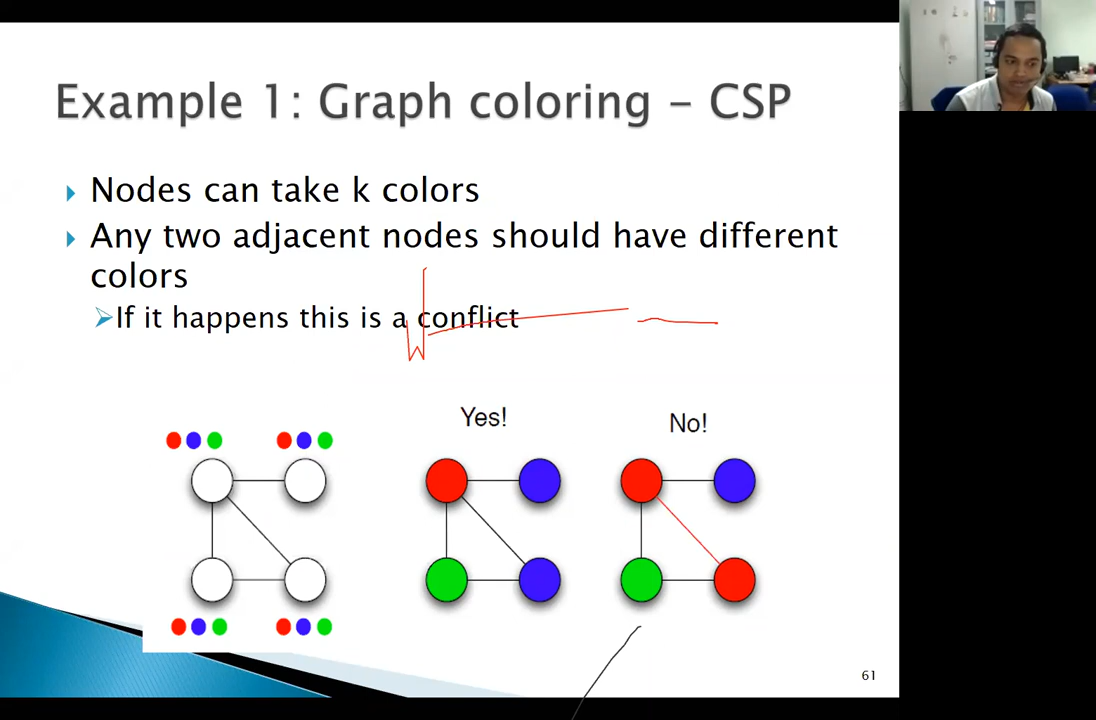 Example 1: Graph coloring – CSP
Nodes can take k colors
Any two adjacent nodes should have different
colors
If it happens this is a conflict
Yes!
No!
61